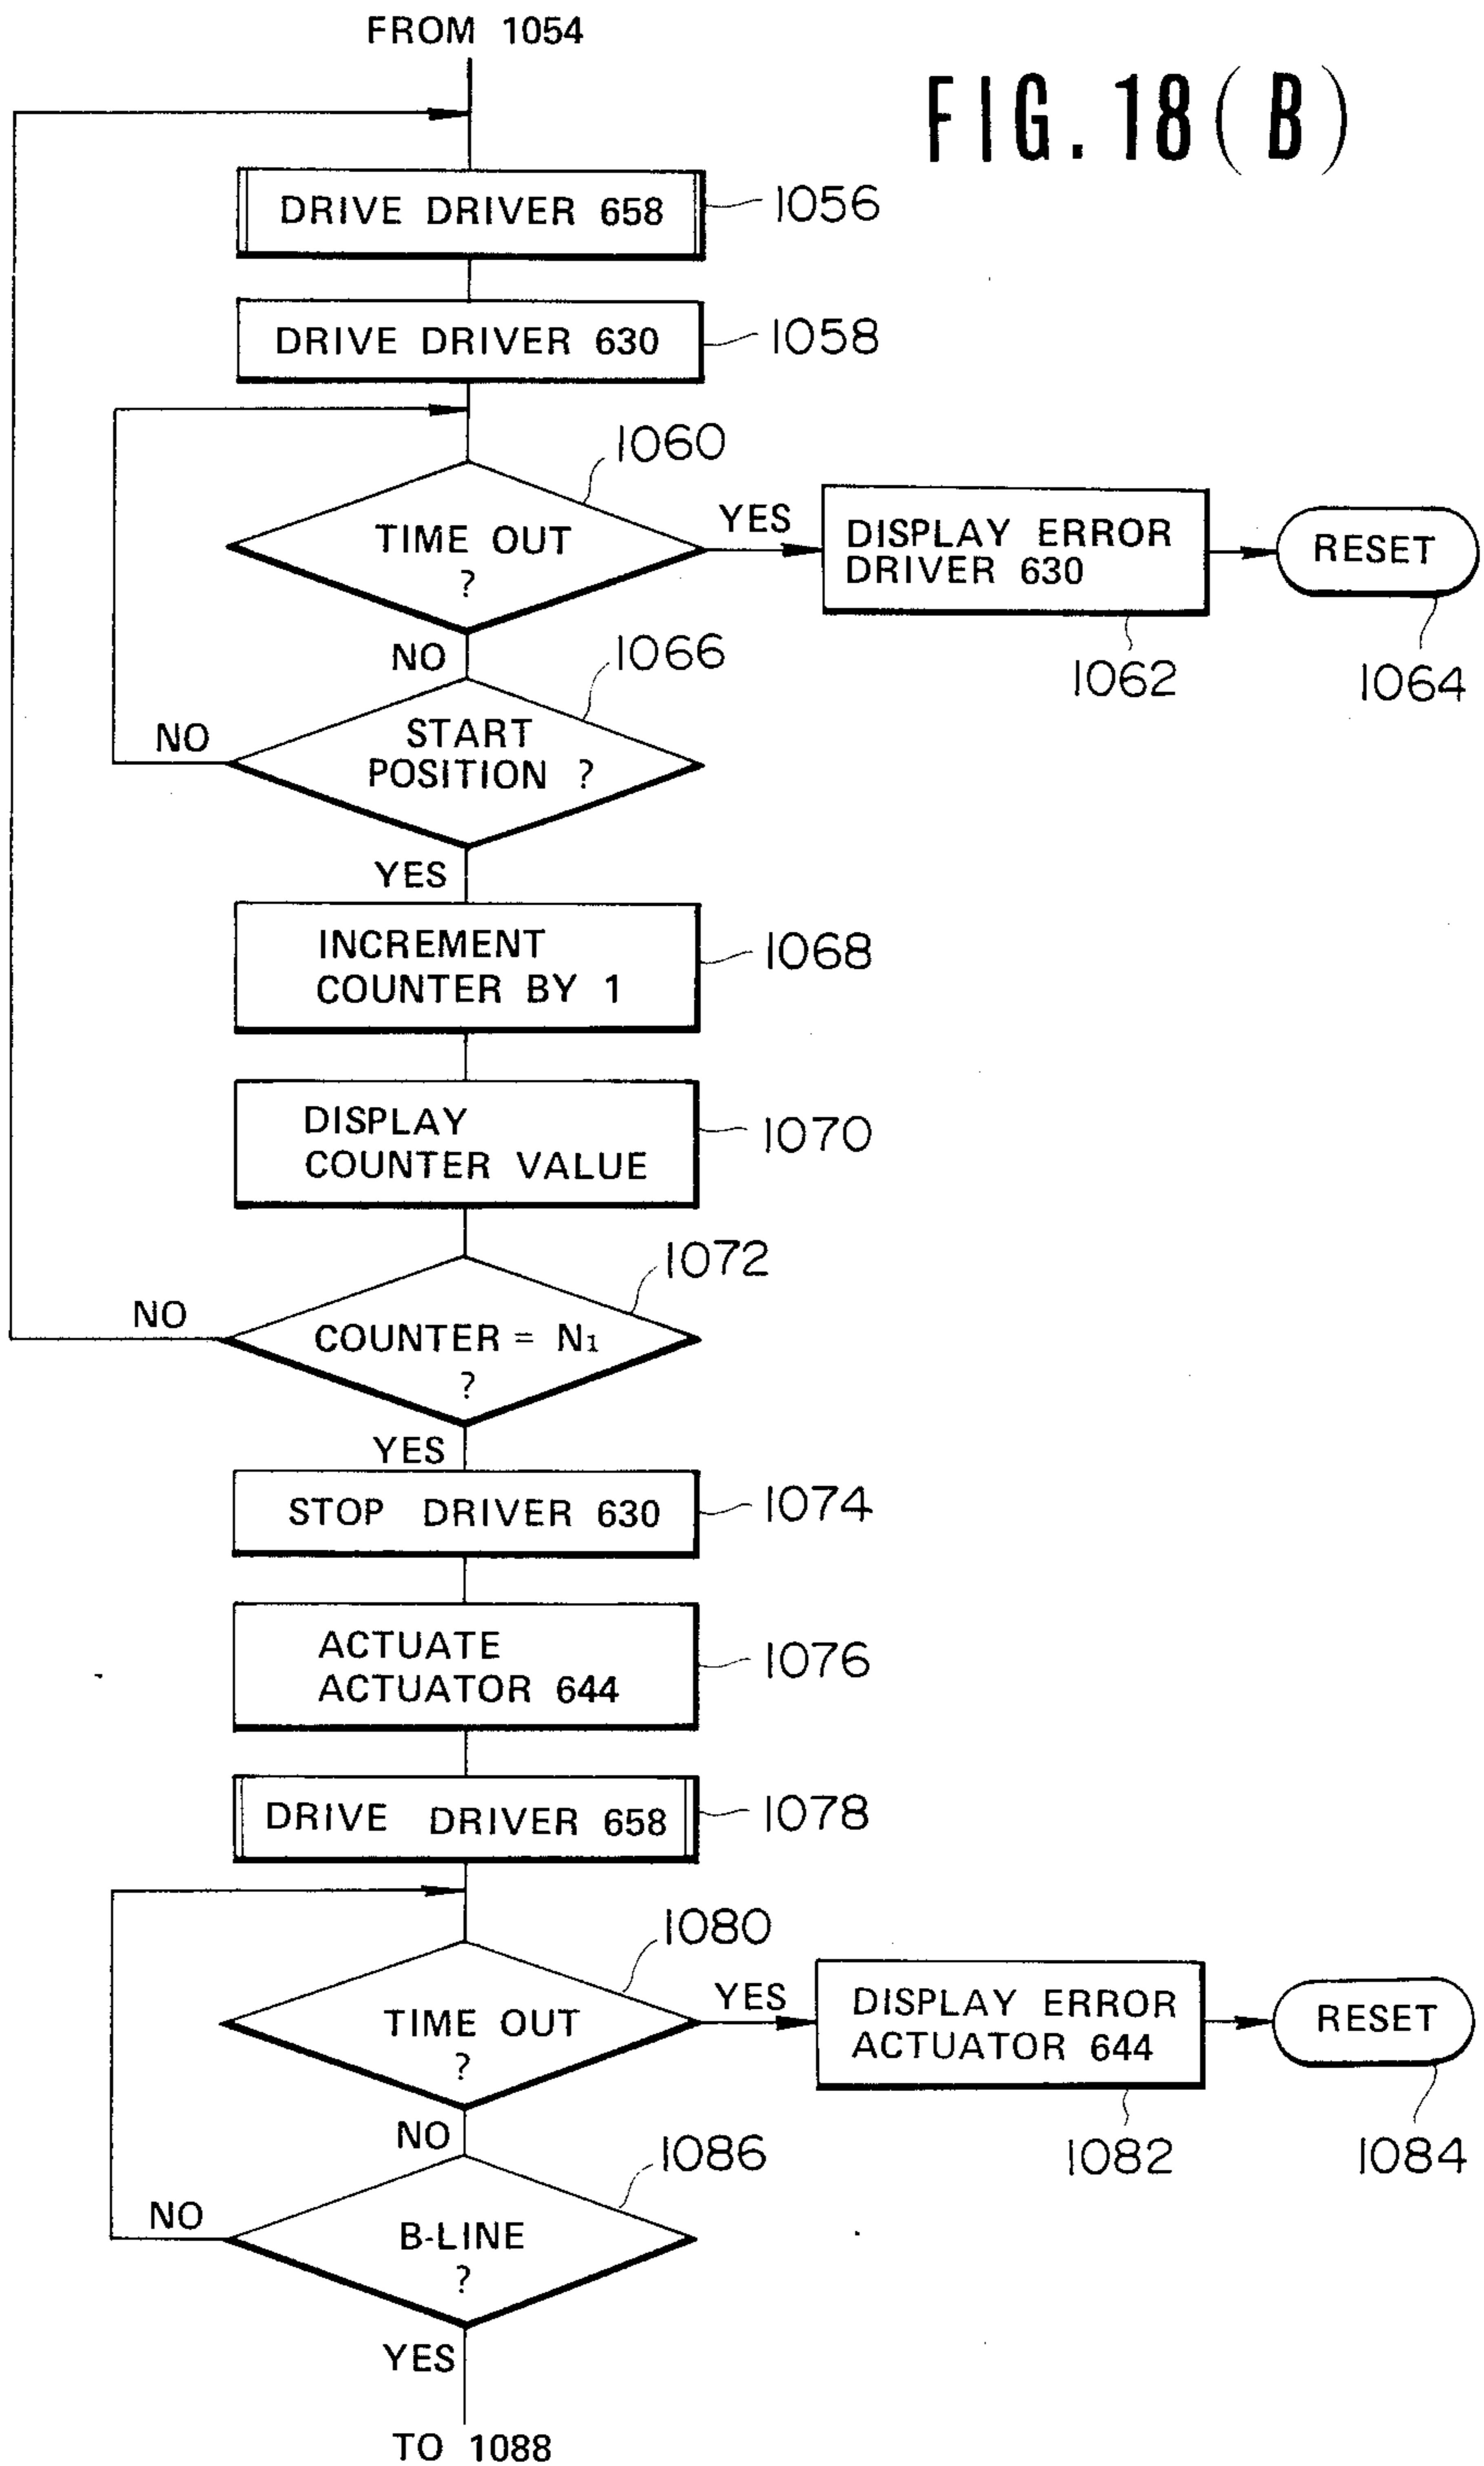 FROM 1054
FIG. 18(B)
DRIVE DRIVER 658
1056
DRIVE DRIVER 630
1058
1060
TIME OUT
?
YES
DISPLAY ERROR
DRIVER 630
RESET
1062
1064
NO
1066
START
POSITION ?
NO
YES
INCREMENT
COUNTER BY 1
1068
DISPLAY
COUNTER VALUE
1070
1072
NO
COUNTER = N1
?
YES
STOP DRIVER 630
1074
ACTUATE
ACTUATOR 644
1076
DRIVE DRIVER 658
1078
1080
TIME OUT
?
YES
DISPLAY ERROR
ACTUATOR 644
RESET
1082
1084
NO
1086
NO
B-LINE
?
YES
TO 1088